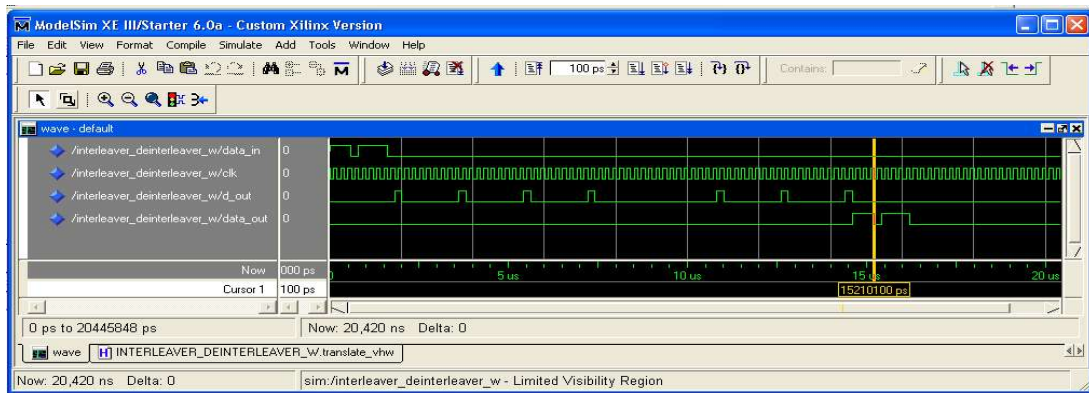 ModelSim XE III/Starter 6.0a - Custom Xilinx Version
File Edit View Format Compile Simulate Add Tools Window Help
100 ps Contains:
wave - default
/interleaver_deinterleaver_w/data_in 0
/interleaver_deinterleaver_w/clk 0
/interleaver_deinterleaver_w/d_out 0
/interleaver_deinterleaver_w/data_out 0
Now 000 ps 0 5 us 10 us 15 us 20 us
Cursor 1 100 ps 15210100 ps
0 ps to 20445848 ps Now: 20,420 ns Delta: 0
wave INTERLEAVER_DEINTERLEAVER_W.translate_vhw
Now: 20,420 ns Delta: 0 sim:/interleaver_deinterleaver_w - Limited Visibility Region